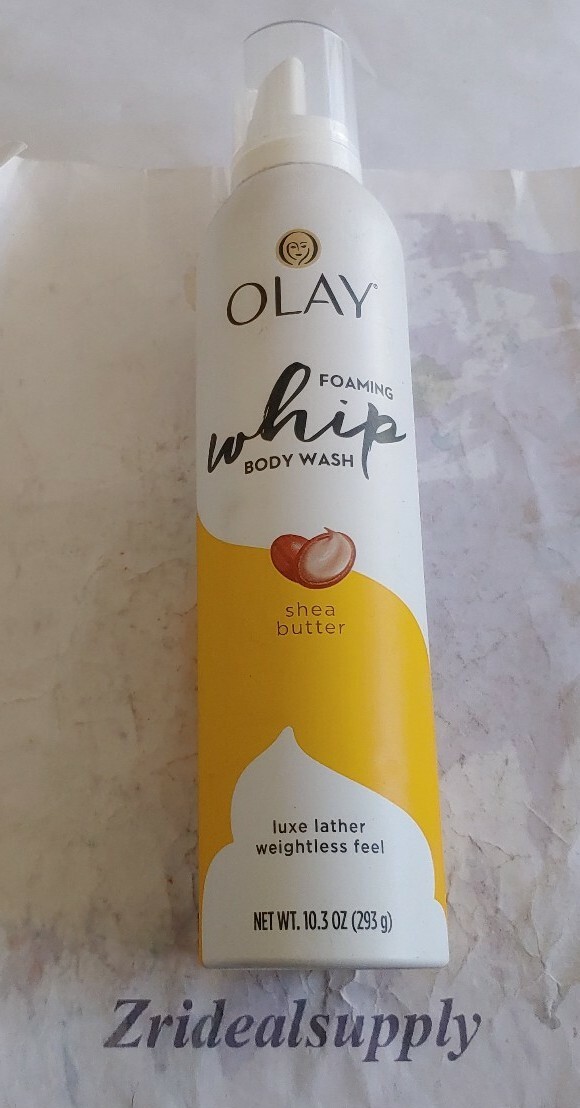 OLAY®
FOAMING
whip
BODY WASH
shea
butter
luxe lather
weightless feel
NET WT. 10.3 OZ (293 g)
Zridealsupply